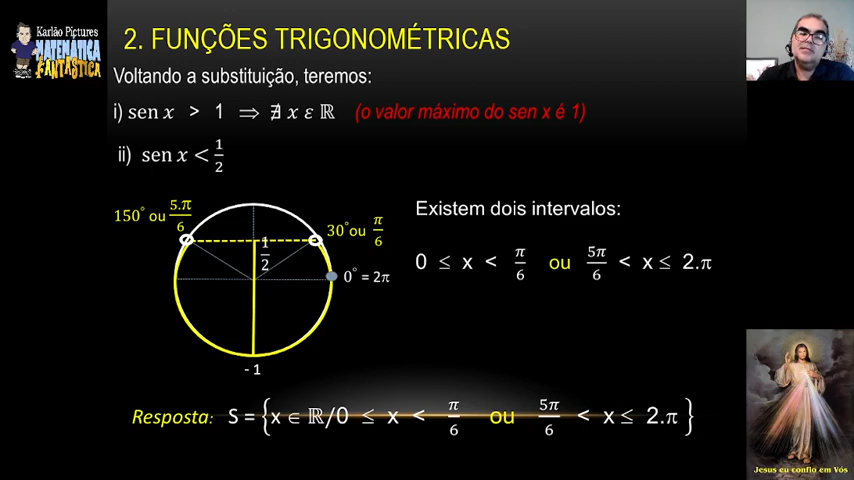 Karlão Pictures
MATEMÁTICA
FANTÁSTICA
2. FUNÇÕES TRIGONOMÉTRICAS
Voltando a substituição, teremos:
i) sen x > 1 ⇒ ∄ x ε ℝ (o valor máximo do sen x é 1)
ii) sen x < 1/2
150° ou 5.π/6
30° ou π/6
1/2
0° = 2π
- 1
Existem dois intervalos:
0 ≤ x < π/6 ou 5π/6 < x ≤ 2.π
Resposta: S = {x ∈ ℝ/0 ≤ x < π/6 ou 5π/6 < x ≤ 2.π}
Jesus eu confio em Vós